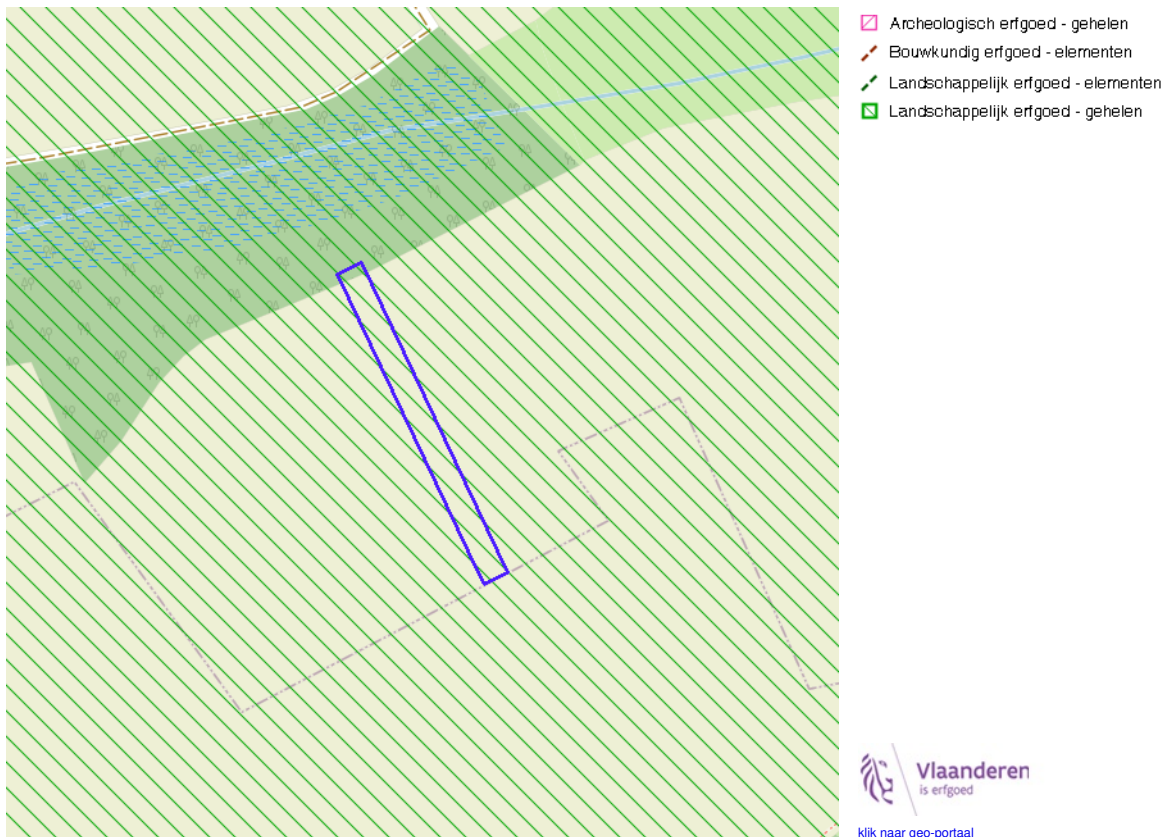 Archeologisch erfgoed - gehelen
Bouwkundig erfgoed - elementen
Landschappelijk erfgoed - elementen
Landschappelijk erfgoed - gehelen
Vlaanderen
is erfgoed
klik naar geo-portaal